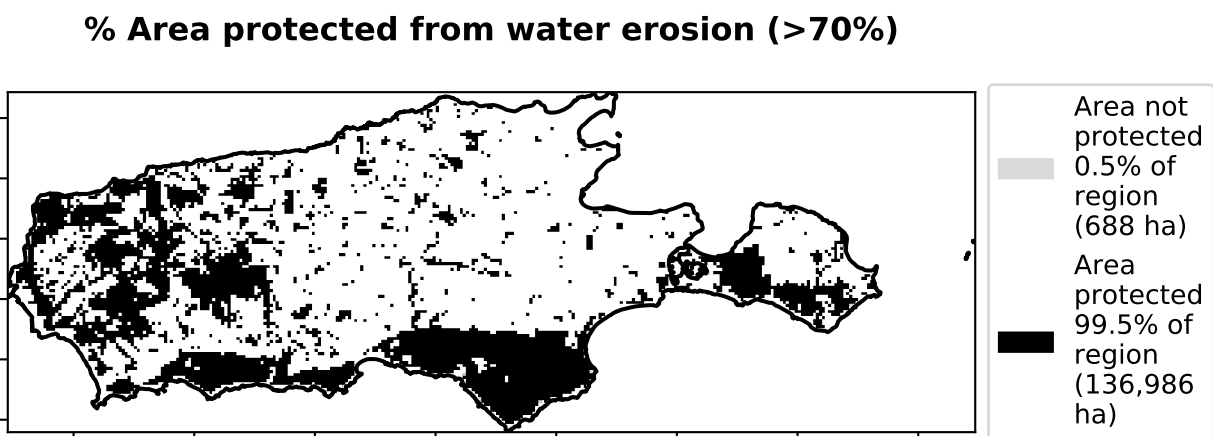 % Area protected from water erosion (>70%)
Area not
protected
0.5% of
region
(688 ha)
Area
protected
99.5% of
region
(136,986
ha)